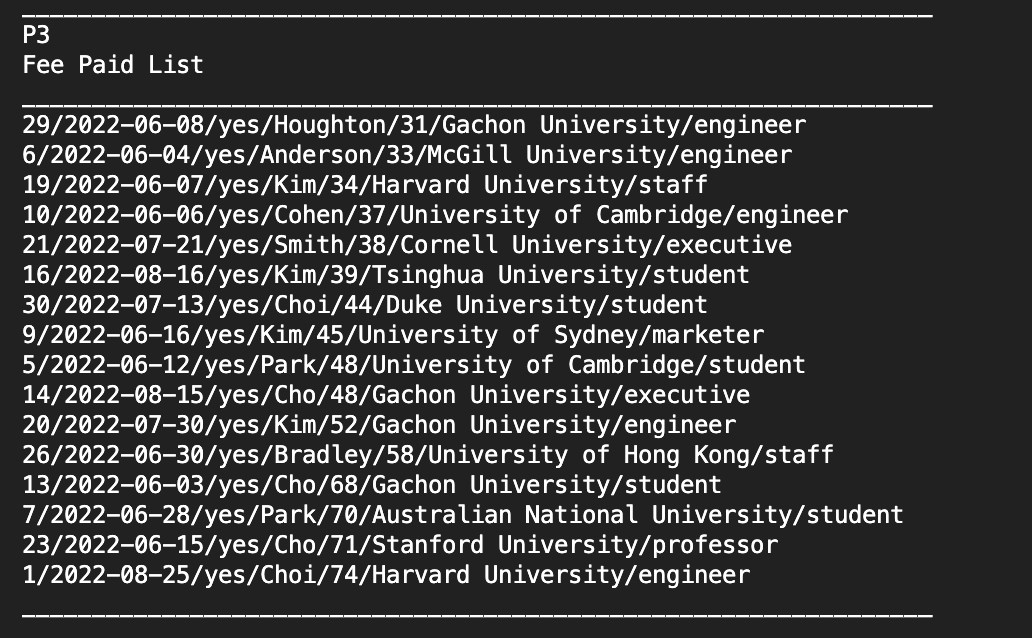 P3
Fee Paid List
29/2022-06-08/yes/Houghton/31/Gachon University/engineer
6/2022-06-04/yes/Anderson/33/McGill University/engineer
19/2022-06-07/yes/Kim/34/Harvard University/staff
10/2022-06-06/yes/Cohen/37/University of Cambridge/engineer
21/2022-07-21/yes/Smith/38/Cornell University/executive
16/2022-08-16/yes/Kim/39/Tsinghua University/student
30/2022-07-13/yes/Choi/44/Duke University/student
9/2022-06-16/yes/Kim/45/University of Sydney/marketer
5/2022-06-12/yes/Park/48/University of Cambridge/student
14/2022-08-15/yes/Cho/48/Gachon University/executive
20/2022-07-30/yes/Kim/52/Gachon University/engineer
26/2022-06-30/yes/Bradley/58/University of Hong Kong/staff
13/2022-06-03/yes/Cho/68/Gachon University/student
7/2022-06-28/yes/Park/70/Australian National University/student
23/2022-06-15/yes/Cho/71/Stanford University/professor
1/2022-08-25/yes/Choi/74/Harvard University/engineer